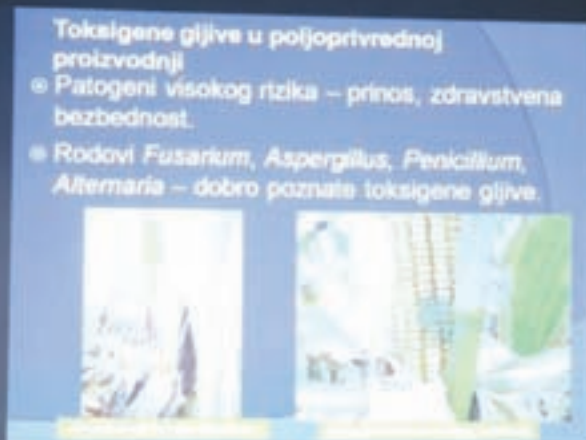 Toksigene gljive u poljoprivrednoj
proizvodnji
Patogeni visokog rizika – prinos, zdravstvena
bezbednost.
Rodovi Fusarium, Aspergillus, Penicillium,
Alternaria – dobro poznate toksigene gljive.